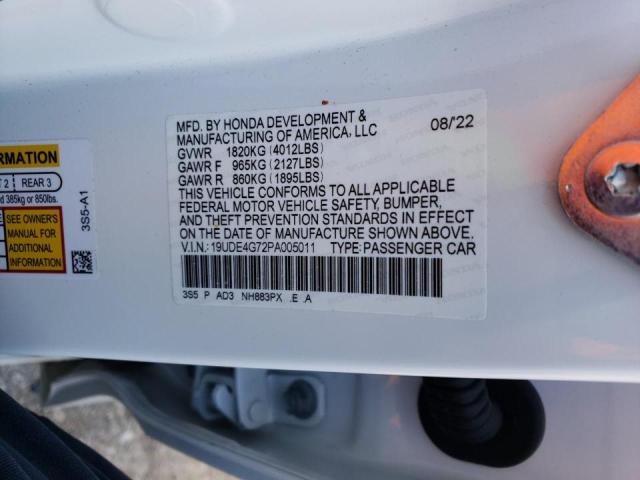 ORMATION
T 2 REAR 3
d 385kg or 850lbs.
SEE OWNER'S
MANUAL FOR
ADDITIONAL
INFORMATION
3S5-A1
MFD. BY HONDA DEVELOPMENT &
MANUFACTURING OF AMERICA, LLC 08/22
GVWR 1820KG (4012LBS)
GAWR F 965KG (2127LBS)
GAWR R 860KG (1895LBS)
THIS VEHICLE CONFORMS TO ALL APPLICABLE
FEDERAL MOTOR VEHICLE SAFETY, BUMPER,
AND THEFT PREVENTION STANDARDS IN EFFECT
ON THE DATE OF MANUFACTURE SHOWN ABOVE.
V.I.N.: 19UDE4G72PA005011 TYPE: PASSENGER CAR
3S5 P AD3 NH883PX .E A